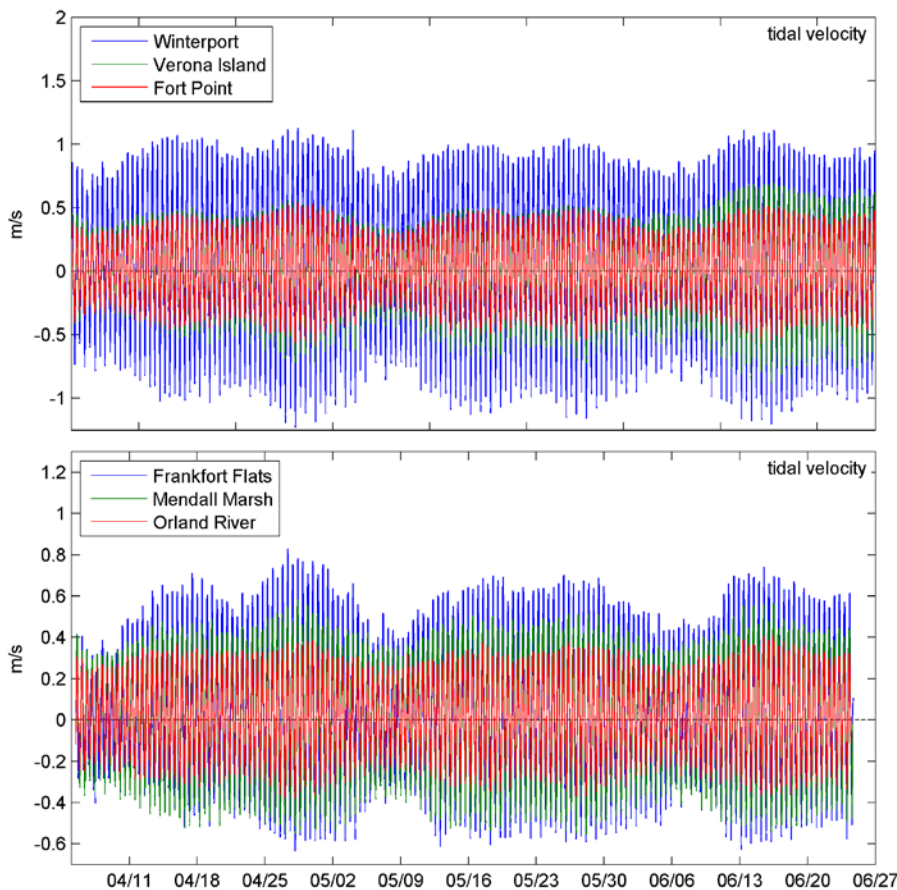 2
tidal velocity
Winterport
Verona Island
Fort Point
1.5
1
0.5
m/s
0
-0.5
-1
1.2
tidal velocity
Frankfort Flats
Mendall Marsh
Orland River
1
0.8
0.6
0.4
m/s
0.2
0
-0.2
-0.4
-0.6
04/11 04/18 04/25 05/02 05/09 05/16 05/23 05/30 06/06 06/13 06/20 06/27